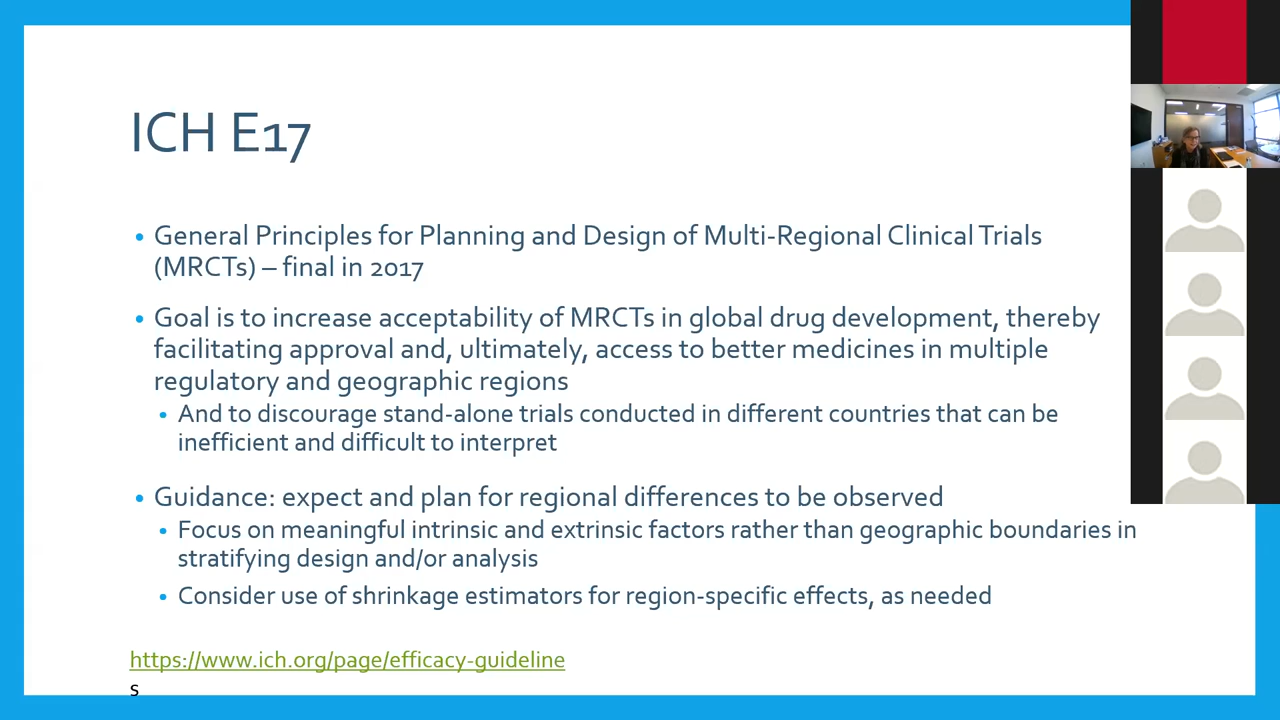 ICH E17
• General Principles for Planning and Design of Multi-Regional Clinical Trials
(MRCTs) – final in 2017
• Goal is to increase acceptability of MRCTs in global drug development, thereby
facilitating approval and, ultimately, access to better medicines in multiple
regulatory and geographic regions
• And to discourage stand-alone trials conducted in different countries that can be
inefficient and difficult to interpret
• Guidance: expect and plan for regional differences to be observed
• Focus on meaningful intrinsic and extrinsic factors rather than geographic boundaries in
stratifying design and/or analysis
• Consider use of shrinkage estimators for region-specific effects, as needed
https://www.ich.org/page/efficacy-guideline
s